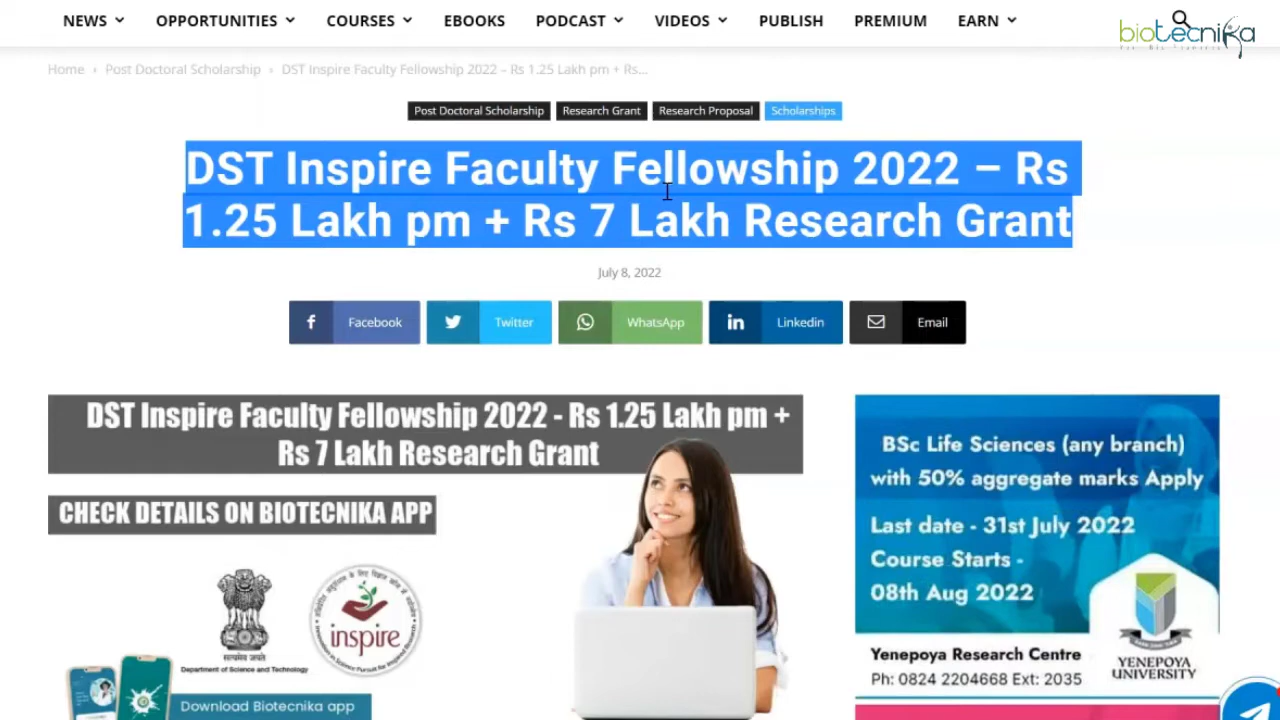 NEWS OPPORTUNITIES COURSES EBOOKS PODCAST VIDEOS PUBLISH PREMIUM EARN
biotecnika
Home › Post Doctoral Scholarship › DST Inspire Faculty Fellowship 2022 – Rs 1.25 Lakh pm + Rs...
Post Doctoral Scholarship Research Grant Research Proposal Scholarships
DST Inspire Faculty Fellowship 2022 – Rs
1.25 Lakh pm + Rs 7 Lakh Research Grant
July 8, 2022
Facebook Twitter WhatsApp Linkedin Email
DST Inspire Faculty Fellowship 2022 - Rs 1.25 Lakh pm +
Rs 7 Lakh Research Grant
CHECK DETAILS ON BIOTECNIKA APP
सत्यमेव जयते
Department of Science and Technology
inspire
Download Biotecnika app
BSc Life Sciences (any branch)
with 50% aggregate marks Apply
Last date - 31st July 2022
Course Starts -
08th Aug 2022
Yenepoya Research Centre
Ph: 0824 2204668 Ext: 2035
YENEPOYA
UNIVERSITY